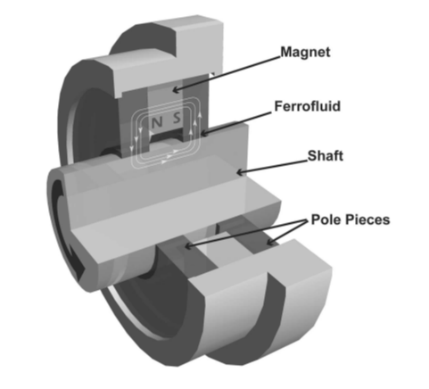 Magnet
Ferrofluid
N S
Shaft
Pole Pieces